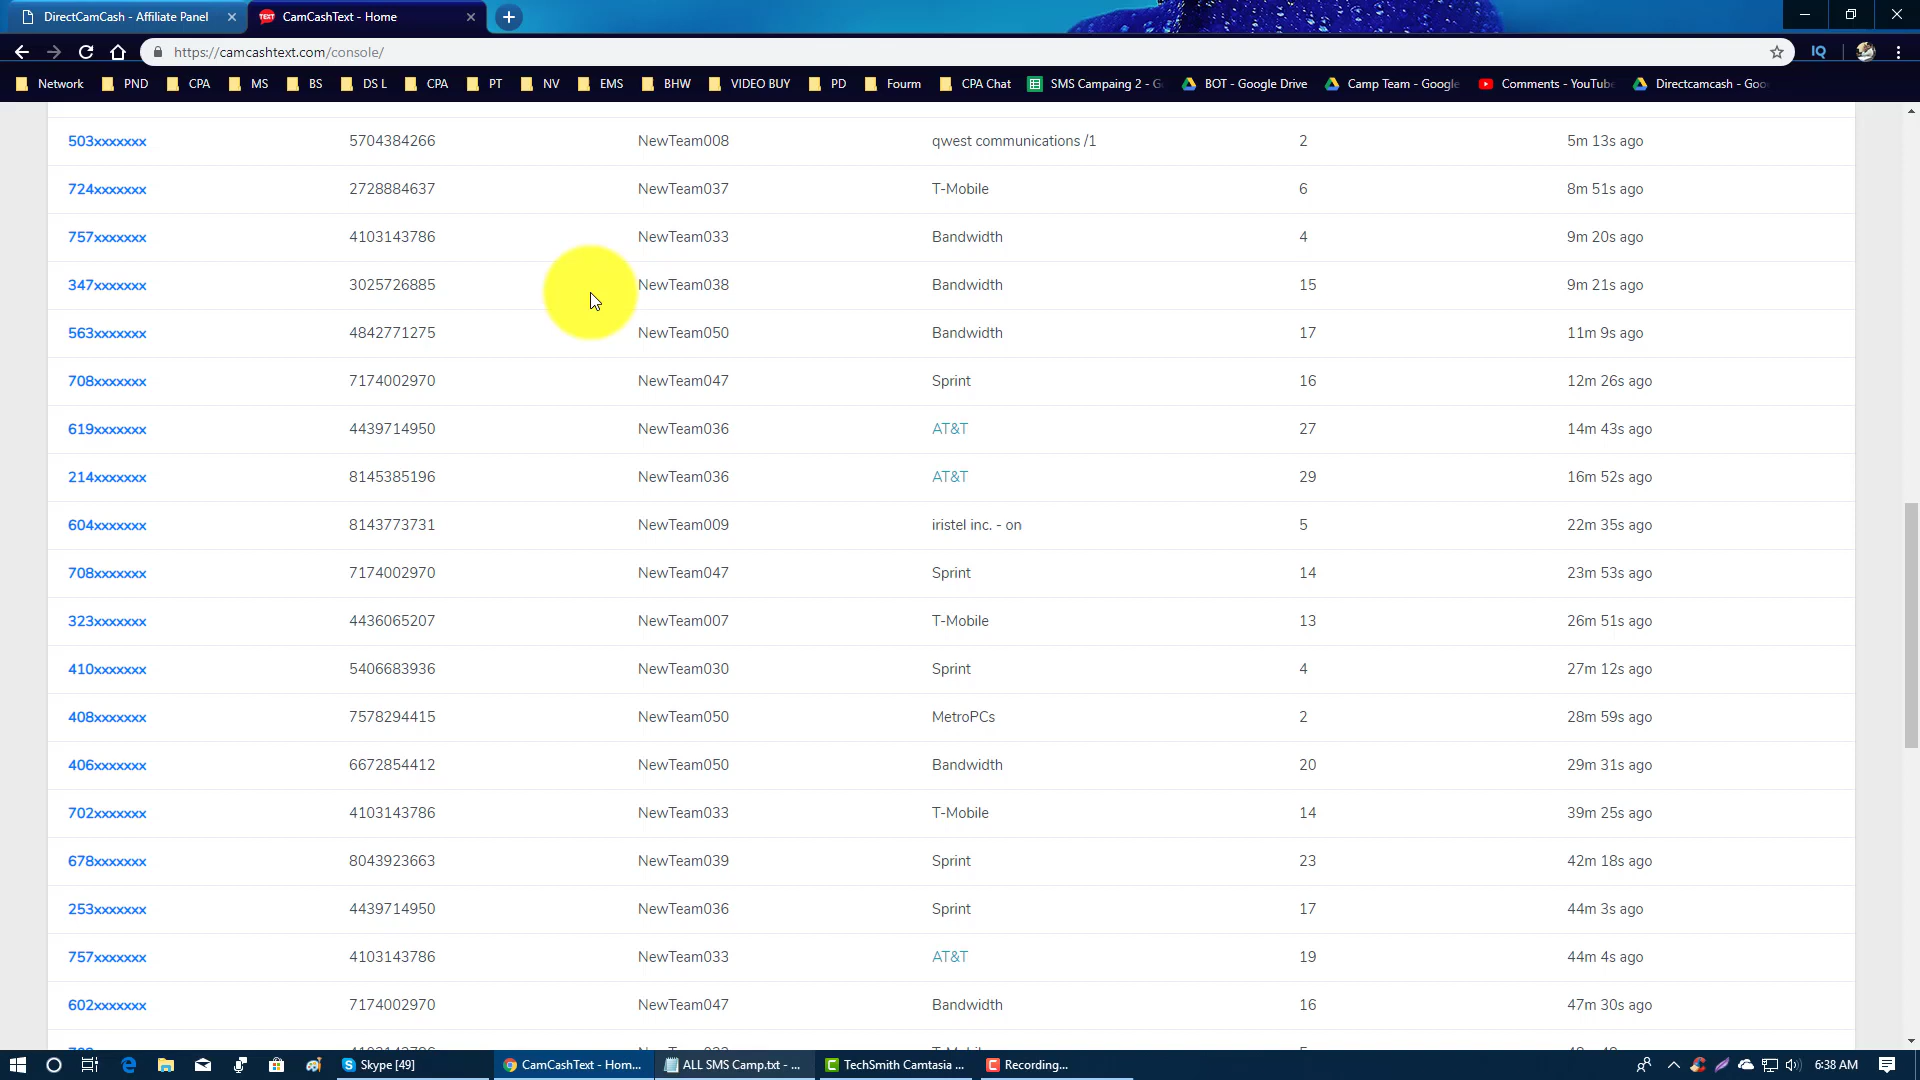 DirectCamCash - Affiliate Panel
CamCashText - Home
https://camcashtext.com/console/
Network PND CPA MS BS DS L CPA PT NV EMS BHW VIDEO BUY PD Fourm CPA Chat SMS Campaing 2 - G BOT - Google Drive Camp Team - Google Comments - YouTube Directcamcash - Goo
503xxxxxxx 5704384266 NewTeam008 qwest communications /1 2 5m 13s ago
724xxxxxxx 2728884637 NewTeam037 T-Mobile 6 8m 51s ago
757xxxxxxx 4103143786 NewTeam033 Bandwidth 4 9m 20s ago
347xxxxxxx 3025726885 NewTeam038 Bandwidth 15 9m 21s ago
563xxxxxxx 4842771275 NewTeam050 Bandwidth 17 11m 9s ago
708xxxxxxx 7174002970 NewTeam047 Sprint 16 12m 26s ago
619xxxxxxx 4439714950 NewTeam036 AT&T 27 14m 43s ago
214xxxxxxx 8145385196 NewTeam036 AT&T 29 16m 52s ago
604xxxxxxx 8143773731 NewTeam009 iristel inc. - on 5 22m 35s ago
708xxxxxxx 7174002970 NewTeam047 Sprint 14 23m 53s ago
323xxxxxxx 4436065207 NewTeam007 T-Mobile 13 26m 51s ago
410xxxxxxx 5406683936 NewTeam030 Sprint 4 27m 12s ago
408xxxxxxx 7578294415 NewTeam050 MetroPCs 2 28m 59s ago
406xxxxxxx 6672854412 NewTeam050 Bandwidth 20 29m 31s ago
702xxxxxxx 4103143786 NewTeam033 T-Mobile 14 39m 25s ago
678xxxxxxx 8043923663 NewTeam039 Sprint 23 42m 18s ago
253xxxxxxx 4439714950 NewTeam036 Sprint 17 44m 3s ago
757xxxxxxx 4103143786 NewTeam033 AT&T 19 44m 4s ago
602xxxxxxx 7174002970 NewTeam047 Bandwidth 16 47m 30s ago
Skype [49] CamCashText - Hom... ALL SMS Camp.txt - ... TechSmith Camtasia ... Recording... 6:38 AM